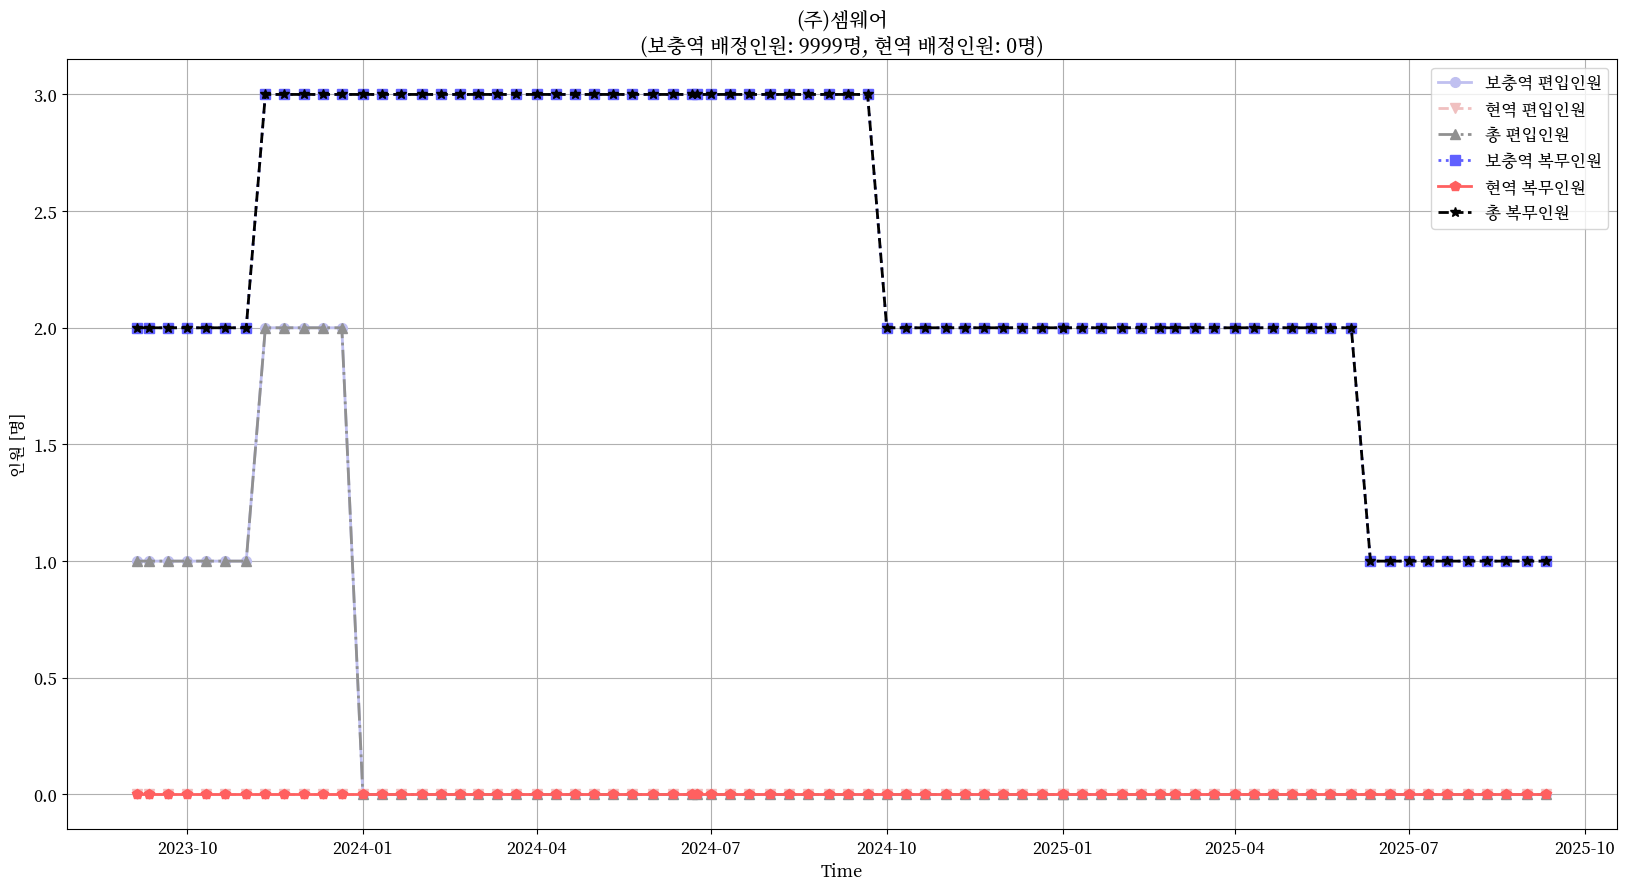 (주)셈웨어
(보충역 배정인원: 9999명, 현역 배정인원: 0명)
보충역 편입인원
현역 편입인원
총 편입인원
보충역 복무인원
현역 복무인원
총 복무인원
인원 [명]
3.0
2.5
2.0
1.5
1.0
0.5
0.0
2023-10
2024-01
2024-04
2024-07
2024-10
2025-01
2025-04
2025-07
2025-10
Time